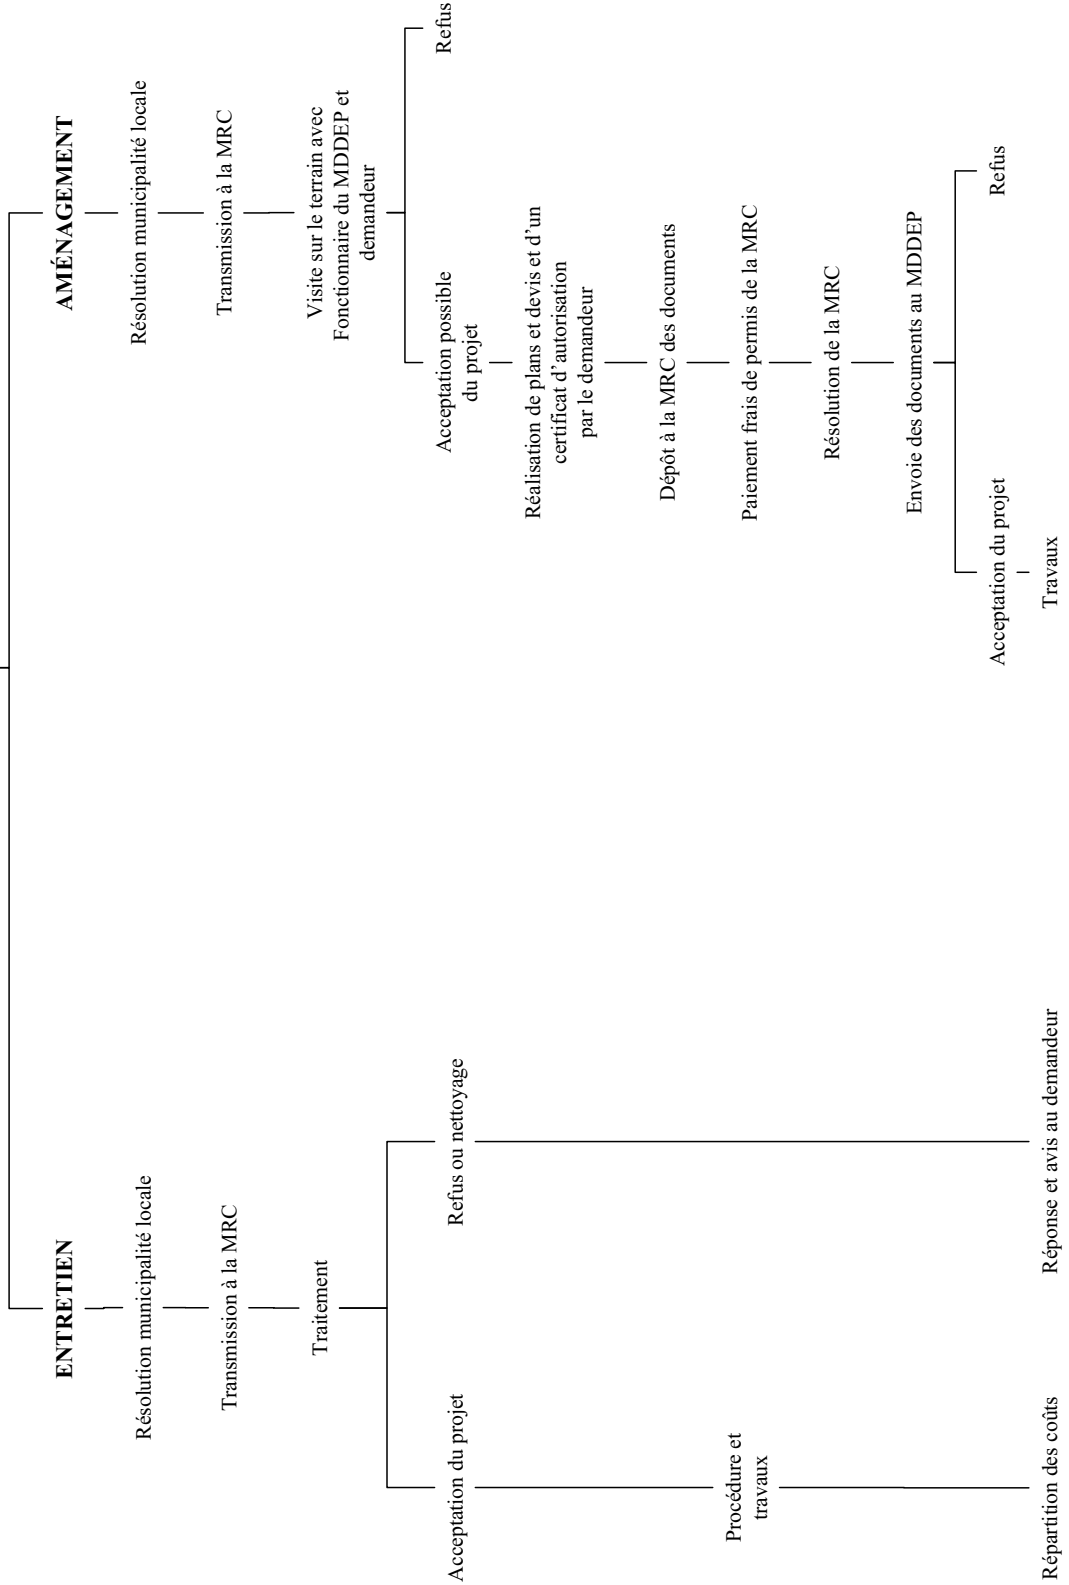 ENTRETIEN
Résolution municipalité locale
Transmission à la MRC
Traitement
Acceptation du projet
Procédure et
travaux
Répartition des coûts
Refus ou nettoyage
Réponse et avis au demandeur
AMÉNAGEMENT
Résolution municipalité locale
Transmission à la MRC
Visite sur le terrain avec
Fonctionnaire du MDDEP et
demandeur
Acceptation possible
du projet
Réalisation de plans et devis et d’un
certificat d’autorisation
par le demandeur
Dépôt à la MRC des documents
Paiement frais de permis de la MRC
Résolution de la MRC
Envoie des documents au MDDEP
Acceptation du projet
Travaux
Refus
Refus